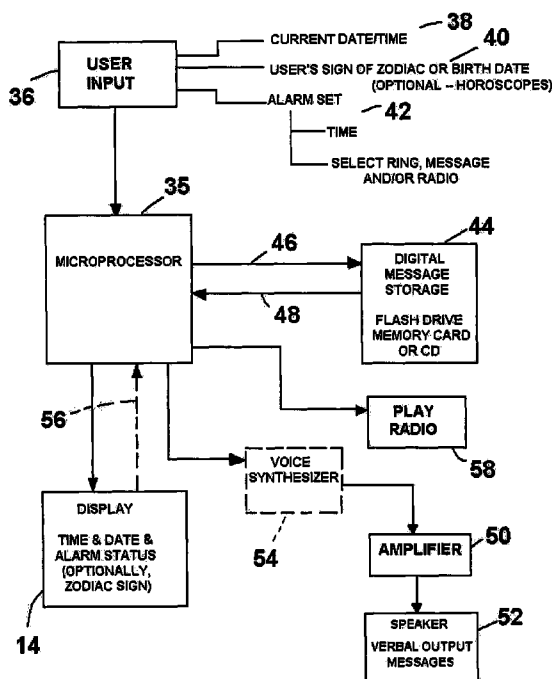 USER
INPUT
36
CURRENT DATE/TIME
38
USER'S SIGN OF ZODIAC OR BIRTH DATE
(OPTIONAL -- HOROSCOPES)
40
ALARM SET
42
TIME
SELECT RING, MESSAGE
AND/OR RADIO
35
MICROPROCESSOR
46
48
44
DIGITAL
MESSAGE
STORAGE
FLASH DRIVE
MEMORY CARD
OR CD
56
PLAY
RADIO
58
VOICE
SYNTHESIZER
54
DISPLAY
TIME & DATE &
ALARM STATUS
(OPTIONALLY,
ZODIAC SIGN)
14
AMPLIFIER
50
SPEAKER
VERBAL OUTPUT
MESSAGES
52